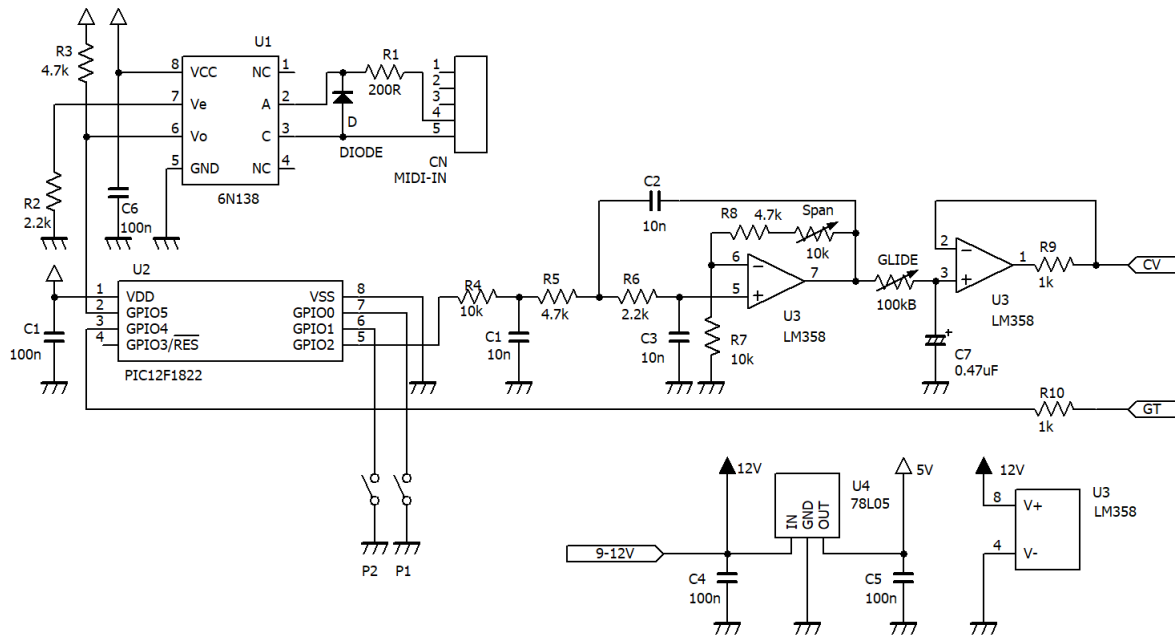 R3
4.7k
U1
8 VCC NC 1
7 Ve A 2
6 Vo C 3
5 GND NC 4
6N138
R1
200R
D
DIODE
1
2
3
4
5
CN
MIDI-IN
R2
2.2k
C6
100n
U2
1 VDD VSS 8
2 GPIO5 GPIO0 7
3 GPIO4 GPIO1 6
4 GPIO3/RES GPIO2 5
PIC12F1822
C1
100n
R4
10k
C1
10n
R5
4.7k
C2
10n
R6
2.2k
C3
10n
R8 4.7k
Span
10k
6
5
7
U3
LM358
R7
10k
GLIDE
100kB
2
3
1
U3
LM358
R9
1k
CV
+
C7
0.47uF
R10
1k
GT
P2 P1
12V
9-12V
C4
100n
U4
78L05
IN
GND
OUT
5V
C5
100n
12V
8 V+
4 V-
U3
LM358